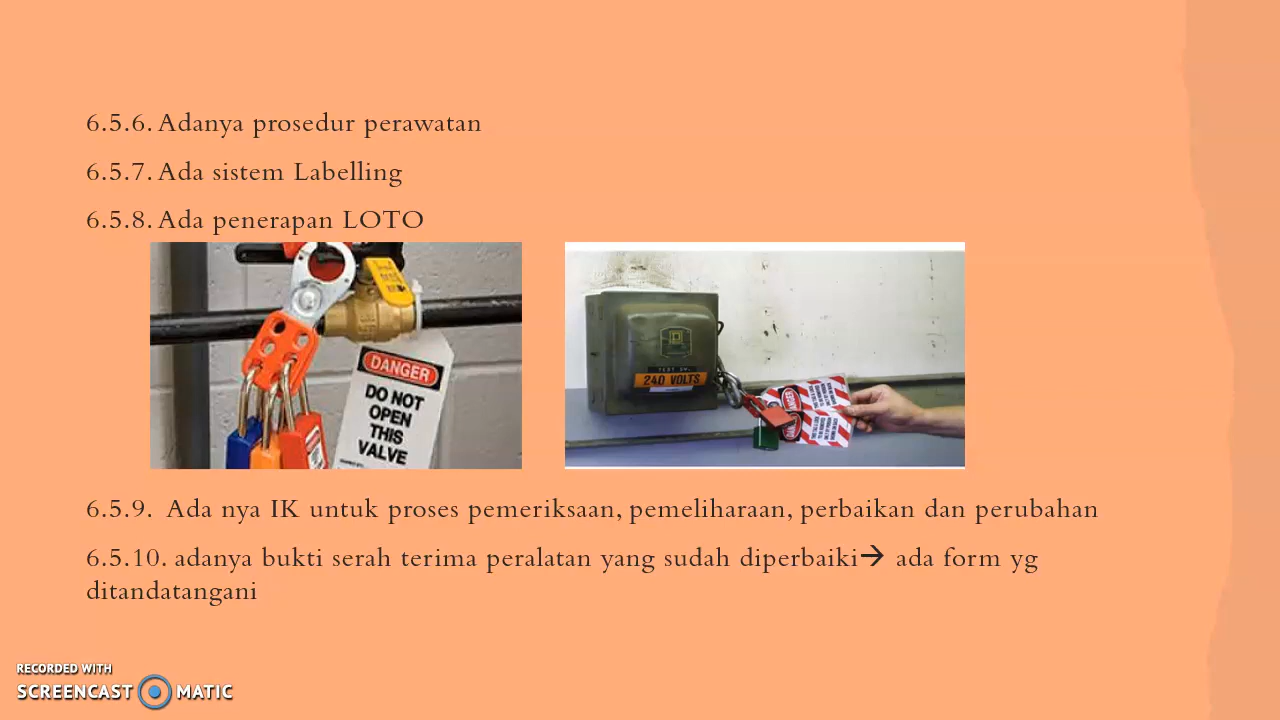 6.5.6. Adanya prosedur perawatan
6.5.7. Ada sistem Labelling
6.5.8. Ada penerapan LOTO
DANGER
DO NOT
OPEN
THIS
VALVE
240 VOLTS
DANGER
6.5.9. Ada nya IK untuk proses pemeriksaan, pemeliharaan, perbaikan dan perubahan
6.5.10. adanya bukti serah terima peralatan yang sudah diperbaiki→ ada form yg
ditandatangani
RECORDED WITH
SCREENCAST MATIC